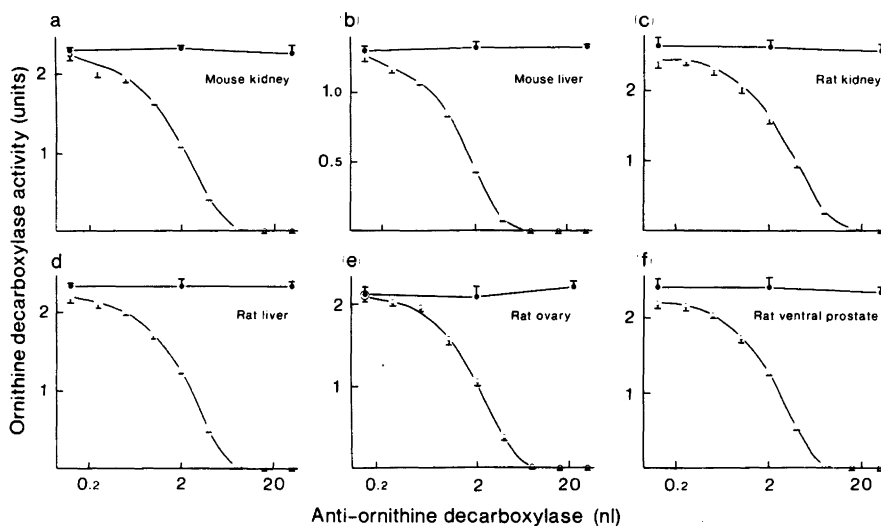 a
b
c
2
1
Mouse kidney
1.0
0.5
Mouse liver
2
1
Rat kidney
Ornithine decarboxylase activity (units)
d
e
f
2
1
Rat liver
2
1
Rat ovary
2
1
Rat ventral prostate
0.2 2 20
0.2 2 20
0.2 2 20
Anti-ornithine decarboxylase (nl)